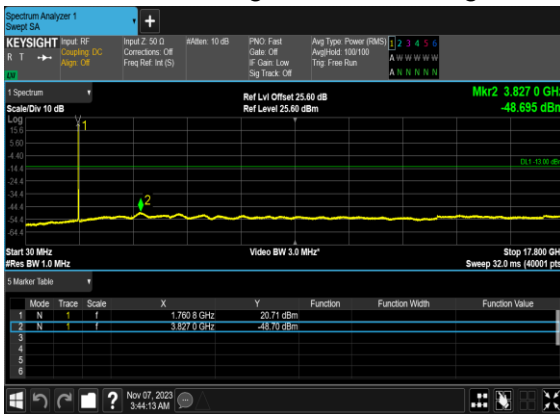 Spectrum Analyzer 1
Swept SA
KEYSIGHT Input: RF Input Z: 50 Ω #Atten: 10 dB PNO: Fast Avg Type: Power (RMS) 1 2 3 4 5 6
R T Coupling: DC Corrections: Off Gate: Off Avg|Hold: 100/100 A W W W W W
Align: Off Freq Ref: Int (S) IF Gain: Low Trig: Free Run
Sig Track: Off A N N N N N
LV
1 Spectrum Ref Lvl Offset 25.60 dB Mkr2 3.827 0 GHz
Scale/Div 10 dB Ref Level 25.60 dBm -48.695 dBm
Log
15.6 1
5.60
-4.40
-14.4 DL1 -13.00 dBm
-24.4
-34.4
-44.4 2
-54.4
-64.4
Start 30 MHz Video BW 3.0 MHz* Stop 17.800 GHz
#Res BW 1.0 MHz Sweep 32.0 ms (40001 pts)
5 Marker Table
Mode Trace Scale X Y Function Function Width Function Value
1 N 1 f 1.760 8 GHz 20.71 dBm
2 N 1 f 3.827 0 GHz -48.70 dBm
3
4
5
6
? Nov 07, 2023
3:44:13 AM